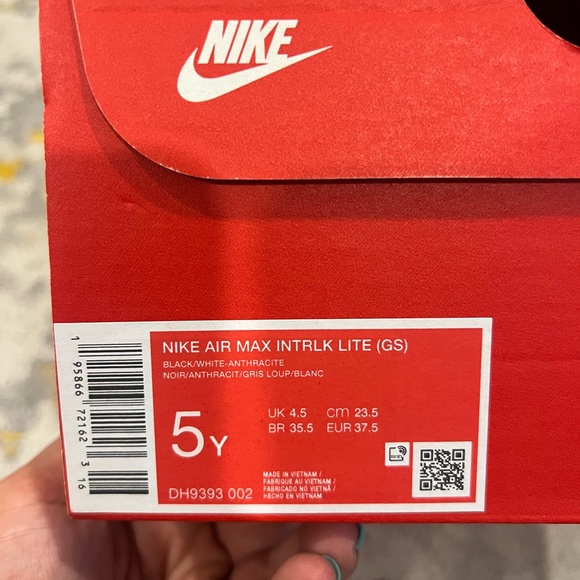 NIKE
NIKE AIR MAX INTRLK LITE (GS)
BLACK/WHITE-ANTHRACITE
NOIR/ANTHRACIT/GRIS LOUP/BLANC
5Y
UK 4.5 cm 23.5
BR 35.5 EUR 37.5
MADE IN VIETNAM /
FABRIQUE AU VIETNAM /
FABRICADO NO VIETNÃ /
HECHO EN VIETNAM
DH9393 002
1 95866 72162 3 16